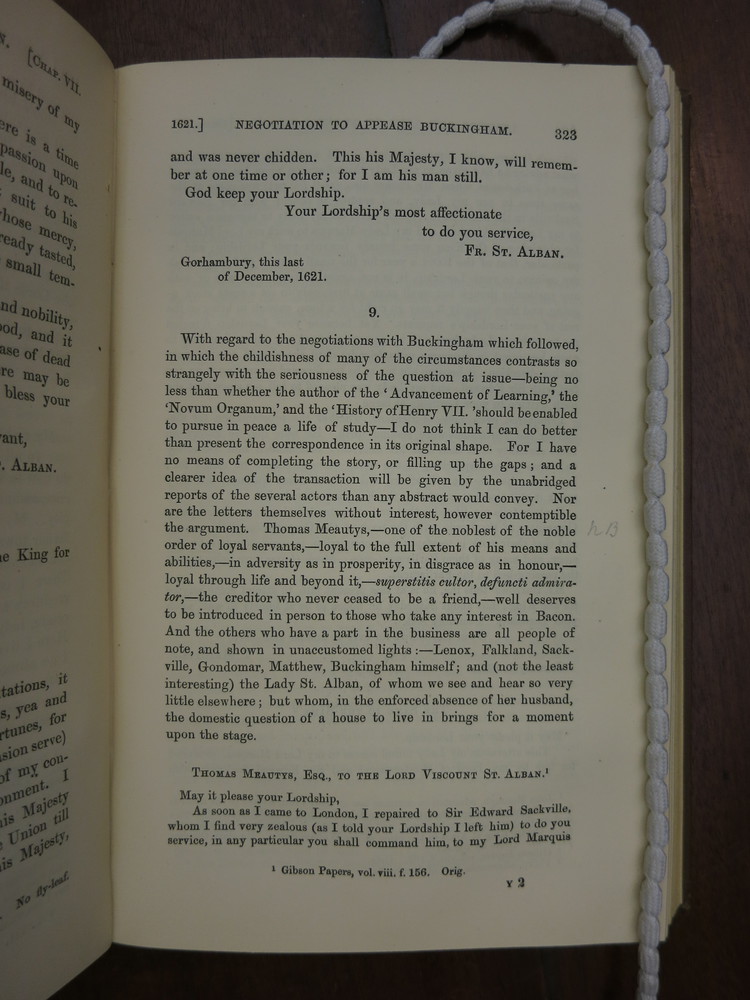 N. [CHAP. VII.
misery of my
ere is a time
passion upon
le, and to re-
suit to his
hose mercy,
ready tasted,
small tem-
nd nobility,
ood, and it
ase of dead
re may be
bless your
vant,
. ALBAN.
he King for
tations, it
s, yea and
rtunes, for
sion serve)
of my con-
onment. I
is Majesty
Union till
is Majesty,
No fly-leaf.
1621.] NEGOTIATION TO APPEASE BUCKINGHAM. 323
and was never chidden. This his Majesty, I know, will remem-
ber at one time or other; for I am his man still.
God keep your Lordship.
Your Lordship's most affectionate
to do you service,
FR. ST. ALBAN.
Gorhambury, this last
of December, 1621.
9.
With regard to the negotiations with Buckingham which followed,
in which the childishness of many of the circumstances contrasts so
strangely with the seriousness of the question at issue—being no
less than whether the author of the 'Advancement of Learning,' the
'Novum Organum,' and the 'History of Henry VII. 'should be enabled
to pursue in peace a life of study—I do not think I can do better
than present the correspondence in its original shape. For I have
no means of completing the story, or filling up the gaps; and a
clearer idea of the transaction will be given by the unabridged
reports of the several actors than any abstract would convey. Nor
are the letters themselves without interest, however contemptible
the argument. Thomas Meautys,—one of the noblest of the noble
order of loyal servants,—loyal to the full extent of his means and
abilities,—in adversity as in prosperity, in disgrace as in honour,—
loyal through life and beyond it,—superstitis cultor, defuncti admira-
tor,—the creditor who never ceased to be a friend,—well deserves
to be introduced in person to those who take any interest in Bacon.
And the others who have a part in the business are all people of
note, and shown in unaccustomed lights:—Lenox, Falkland, Sack-
ville, Gondomar, Matthew, Buckingham himself; and (not the least
interesting) the Lady St. Alban, of whom we see and hear so very
little elsewhere; but whom, in the enforced absence of her husband,
the domestic question of a house to live in brings for a moment
upon the stage.
THOMAS MEAUTYS, ESQ., TO THE LORD VISCOUNT ST. ALBAN.¹
May it please your Lordship,
As soon as I came to London, I repaired to Sir Edward Sackville,
whom I find very zealous (as I told your Lordship I left him) to do you
service, in any particular you shall command him, to my Lord Marquis
¹ Gibson Papers, vol. viii. f. 156. Orig.
Y 2